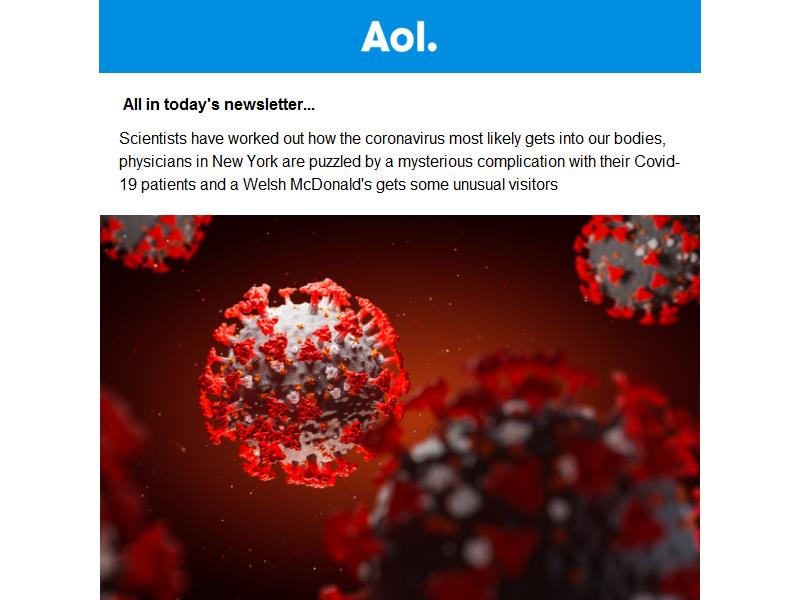 Aol.
All in today's newsletter...
Scientists have worked out how the coronavirus most likely gets into our bodies,
physicians in New York are puzzled by a mysterious complication with their Covid-
19 patients and a Welsh McDonald's gets some unusual visitors